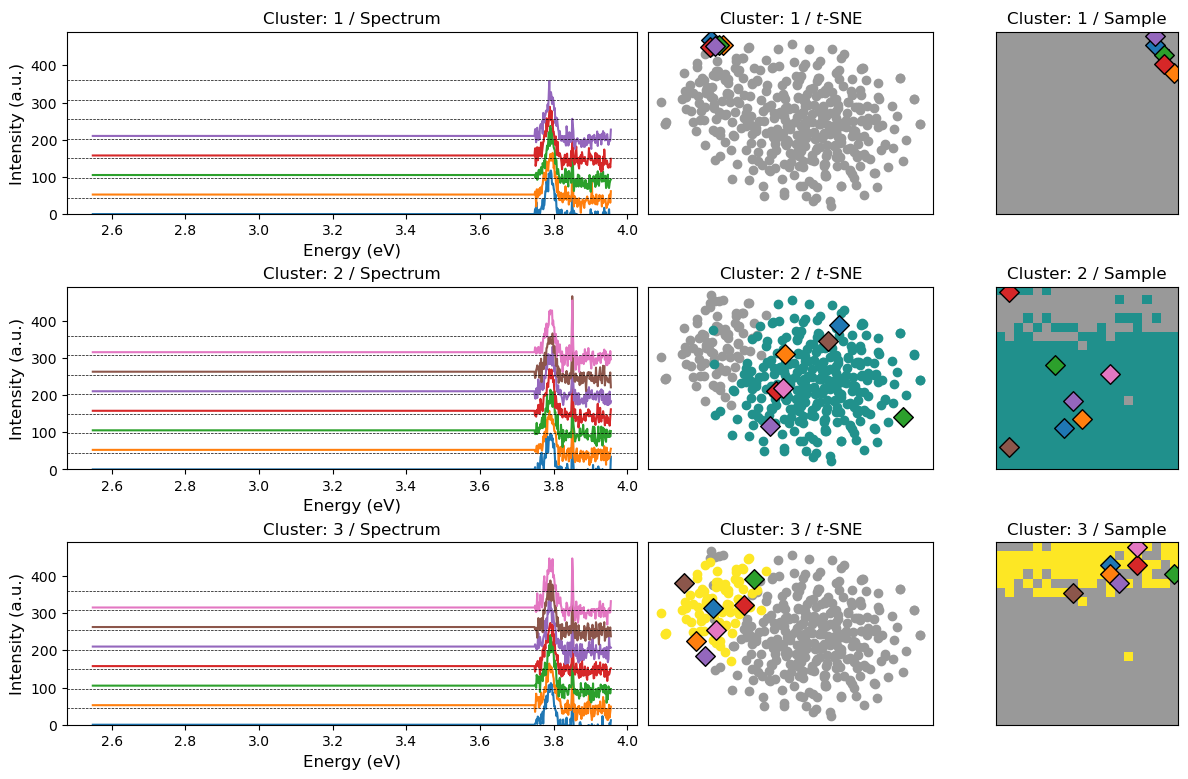 Cluster: 1 / Spectrum
Cluster: 1 / t-SNE
Cluster: 1 / Sample
Intensity (a.u.)
400
300
200
100
0
2.6 2.8 3.0 3.2 3.4 3.6 3.8 4.0
Energy (eV)
Cluster: 2 / Spectrum
Cluster: 2 / t-SNE
Cluster: 2 / Sample
Intensity (a.u.)
400
300
200
100
0
2.6 2.8 3.0 3.2 3.4 3.6 3.8 4.0
Energy (eV)
Cluster: 3 / Spectrum
Cluster: 3 / t-SNE
Cluster: 3 / Sample
Intensity (a.u.)
400
300
200
100
0
2.6 2.8 3.0 3.2 3.4 3.6 3.8 4.0
Energy (eV)